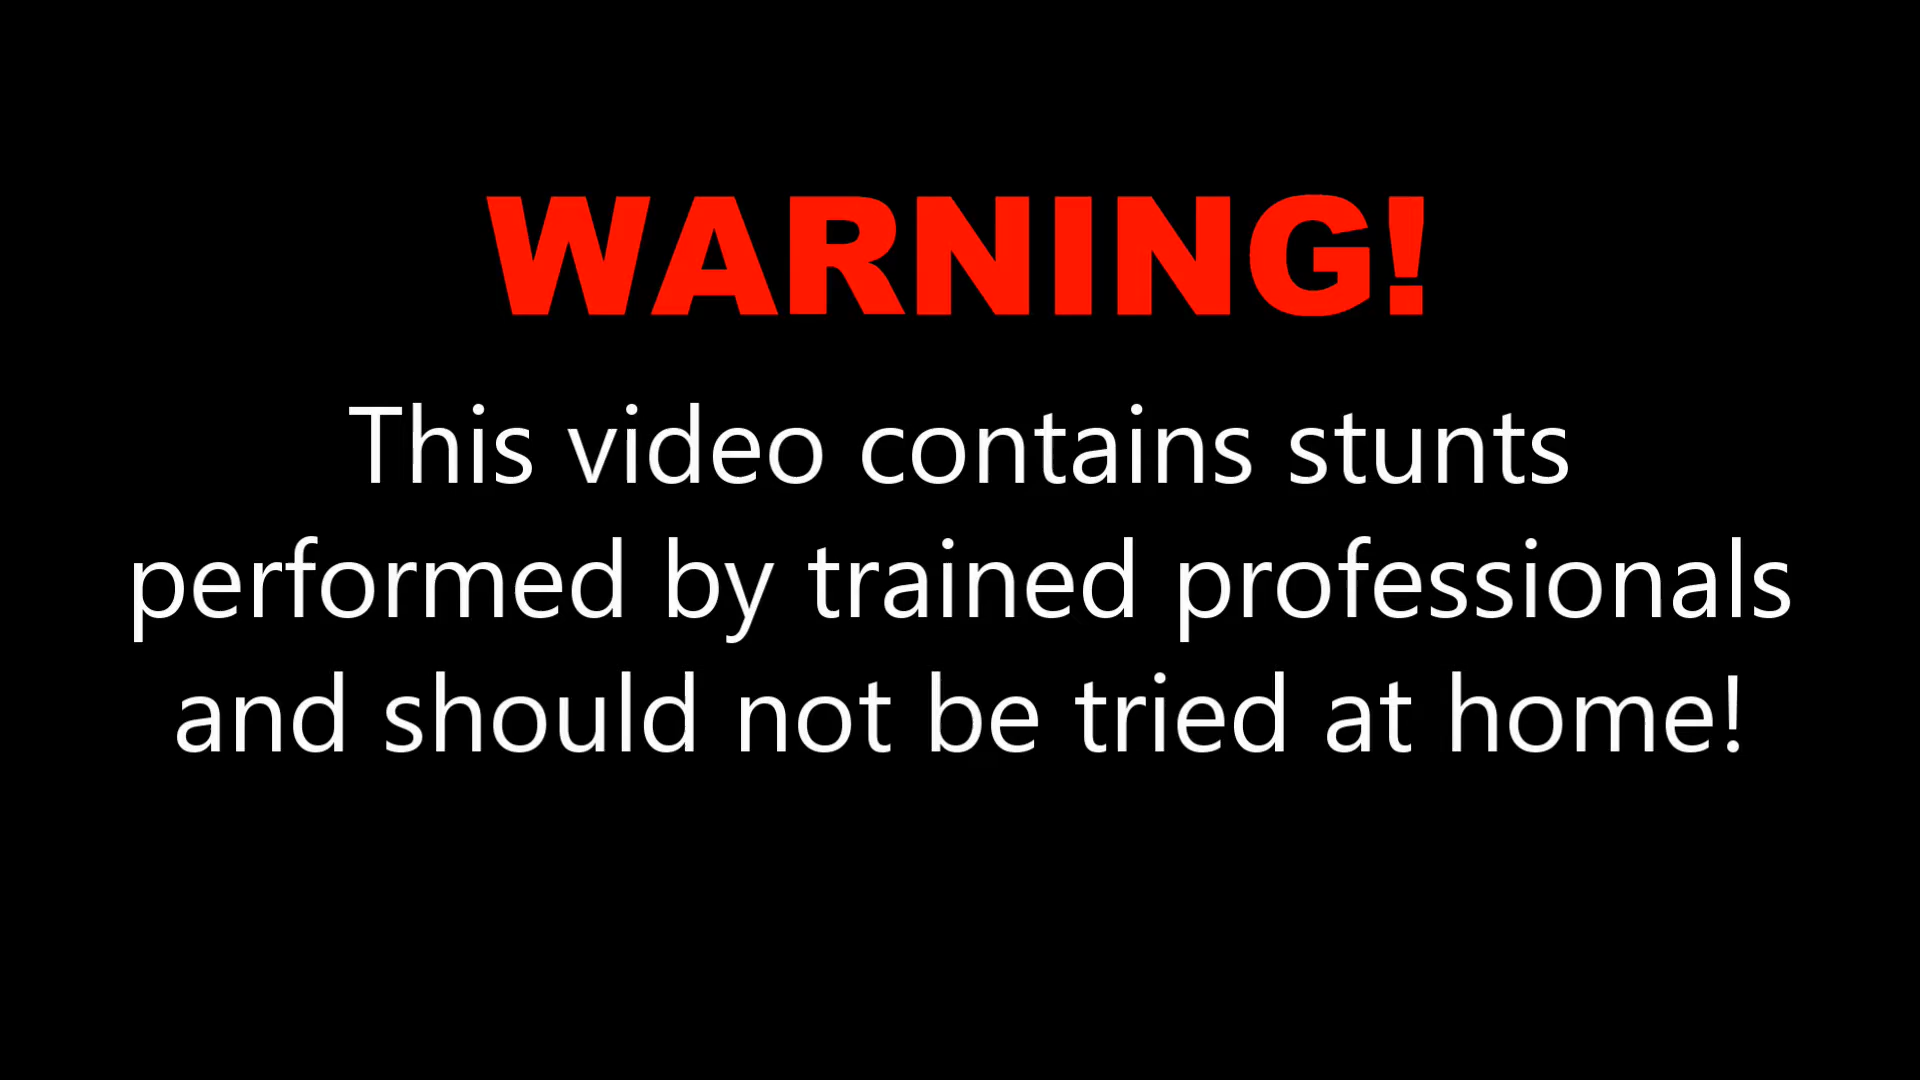 WARNING!
This video contains stunts
performed by trained professionals
and should not be tried at home!